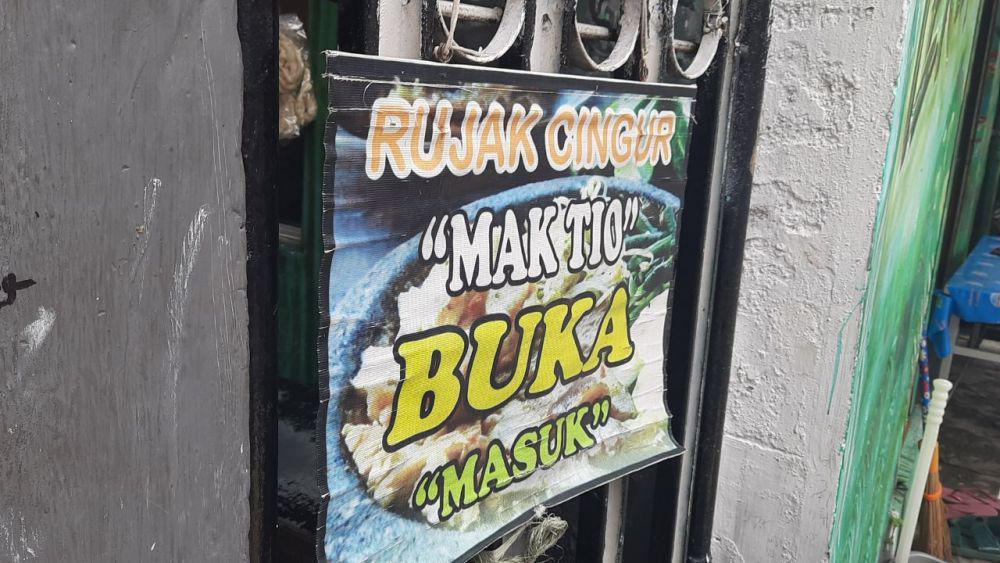 RUJAK CINGUR
"MAK TIO"
BUKA
"MASUK"